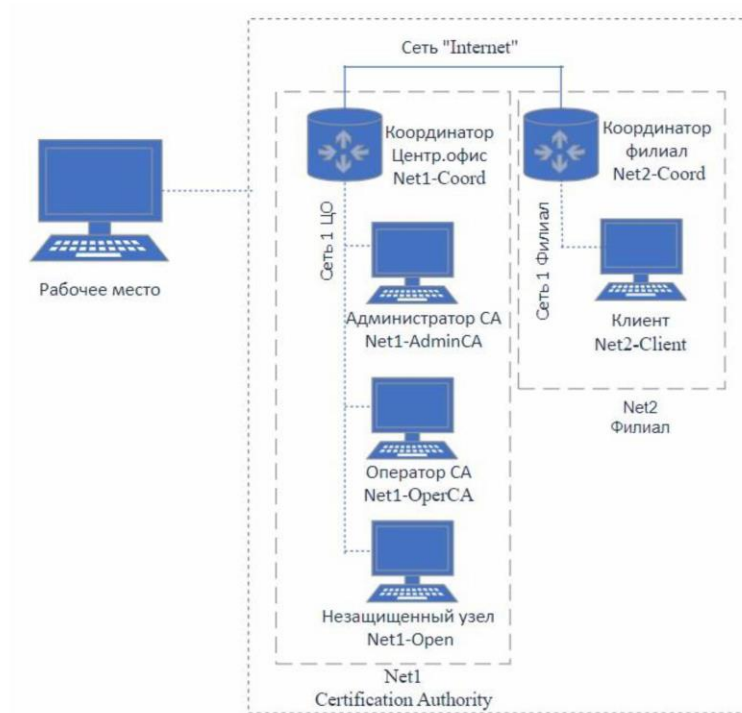 Сеть "Internet"
Координатор
Центр.офис
Net1-Coord
Координатор
филиал
Net2-Coord
Сеть 1 ЦО
Сеть 1 Филиал
Рабочее место
Администратор CA
Net1-AdminCA
Клиент
Net2-Client
Net2
Филиал
Оператор CA
Net1-OperCA
Незащищенный узел
Net1-Open
Net1
Certification Authority